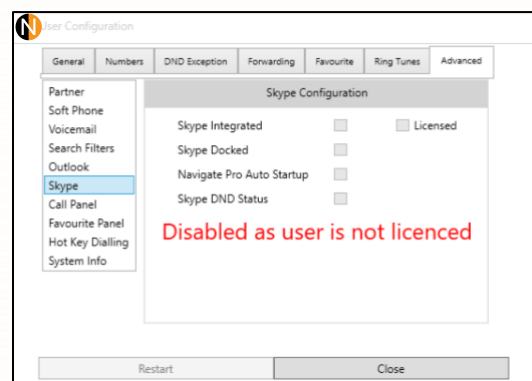 User Configuration
General Numbers DND Exception Forwarding Favourite Ring Tunes Advanced
Partner
Soft Phone
Voicemail
Search Filters
Outlook
Skype
Call Panel
Favourite Panel
Hot Key Dialling
System Info
Skype Configuration
Skype Integrated Licensed
Skype Docked
Navigate Pro Auto Startup
Skype DND Status
Disabled as user is not licenced
Restart Close